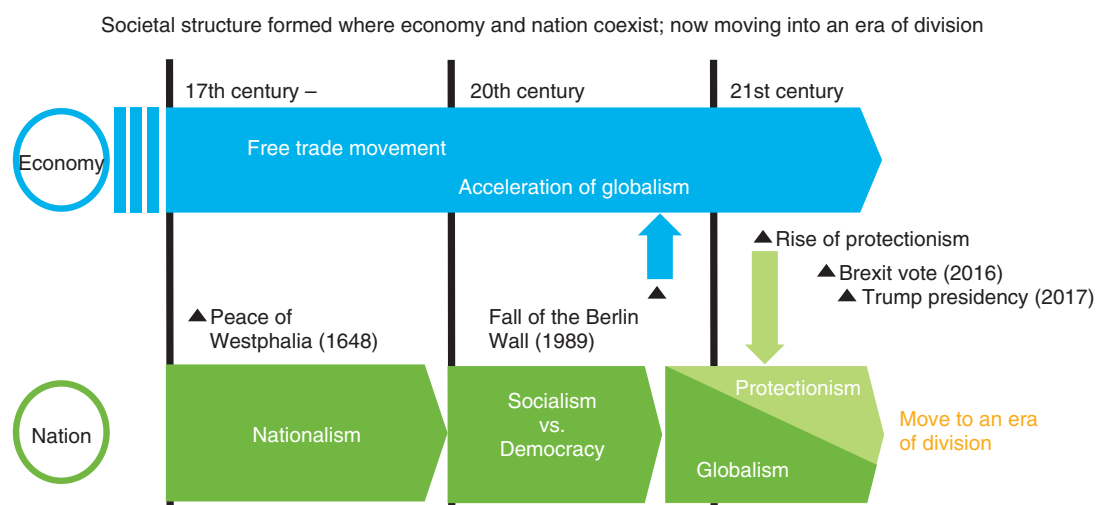 Societal structure formed where economy and nation coexist; now moving into an era of division
17th century –
20th century
21st century
Economy
Free trade movement
Acceleration of globalism
Rise of protectionism
Brexit vote (2016)
Trump presidency (2017)
Peace of
Westphalia (1648)
Fall of the Berlin
Wall (1989)
Nation
Nationalism
Socialism
vs.
Democracy
Protectionism
Globalism
Move to an era
of division